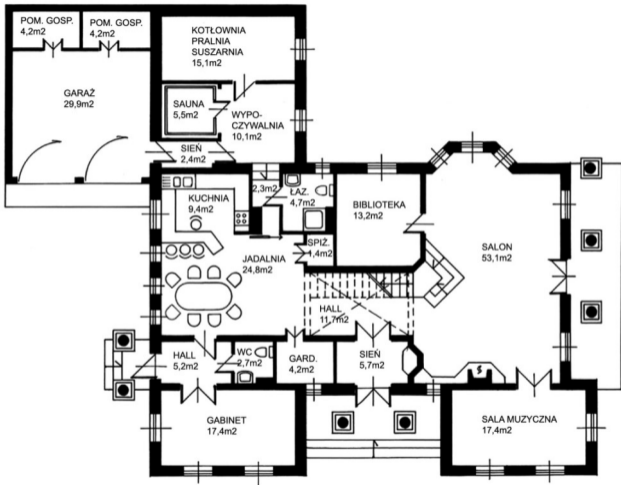 POM. GOSP.
4,2m2
POM. GOSP.
4,2m2
KOTŁOWNIA
PRALNIA
SUSZARNIA
15,1m2
GARAŻ
29,9m2
SAUNA
5,5m2
WYPO-
CZYWALNIA
10,1m2
SIEŃ
2,4m2
2,3m2
ŁAZ.
4,7m2
KUCHNIA
9,4m2
BIBLIOTEKA
13,2m2
SALON
53,1m2
SPIŻ.
1,4m2
JADALNIA
24,8m2
HALL
11,7m2
HALL
5,2m2
WC
2,7m2
GARD.
4,2m2
SIEŃ
5,7m2
GABINET
17,4m2
SALA MUZYCZNA
17,4m2